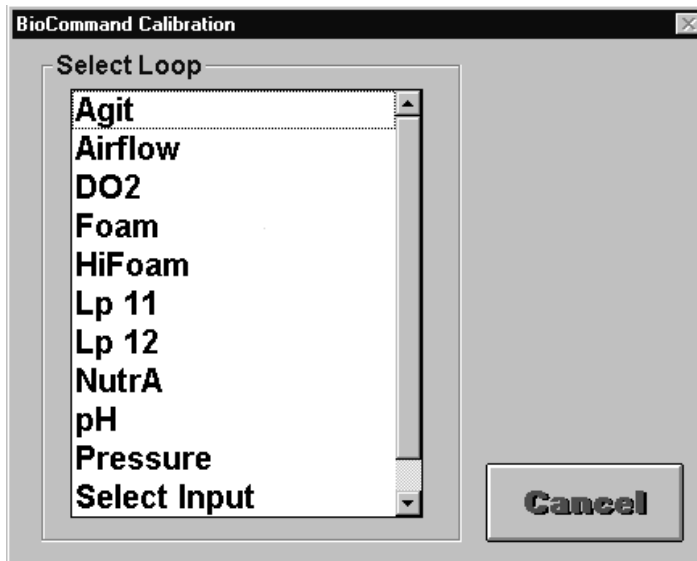 BioCommand Calibration
Select Loop
Agit
Airflow
DO2
Foam
HiFoam
Lp 11
Lp 12
NutrA
pH
Pressure
Select Input
Cancel